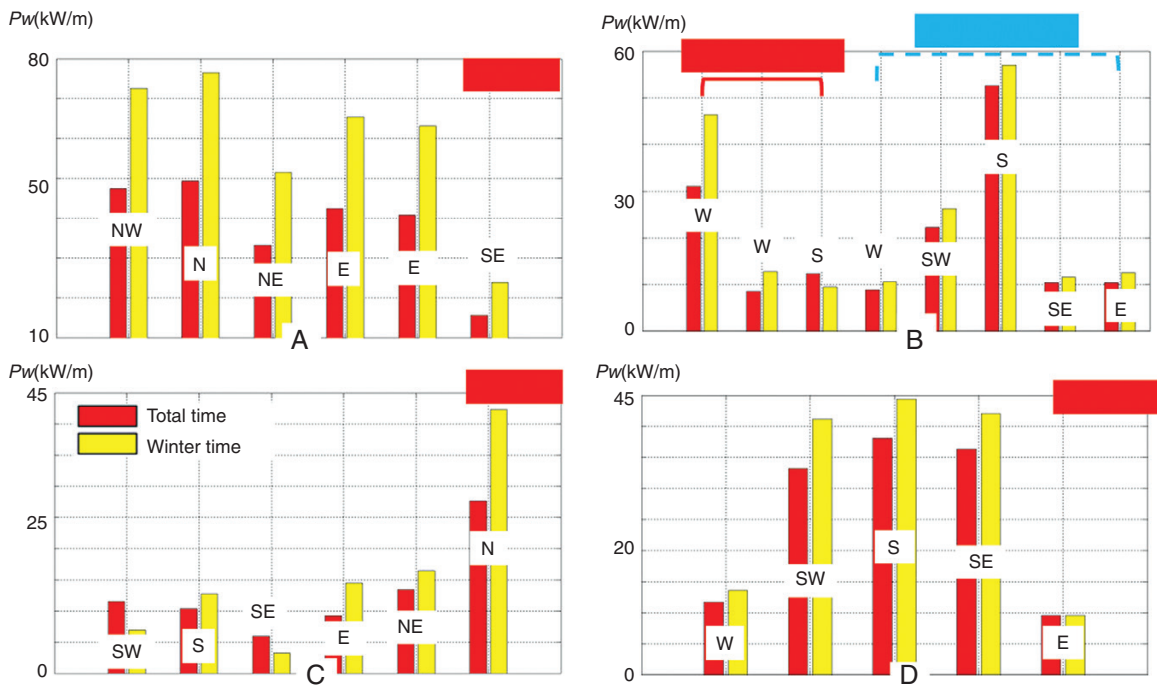 Pw(kW/m)
80
50
10
NW
N
NE
E
E
SE
A
Pw(kW/m)
60
30
0
W
W
S
W
SW
S
SE
E
B
Pw(kW/m)
45
25
0
Total time
Winter time
SW
S
SE
E
NE
N
C
Pw(kW/m)
45
20
0
W
SW
S
SE
E
D